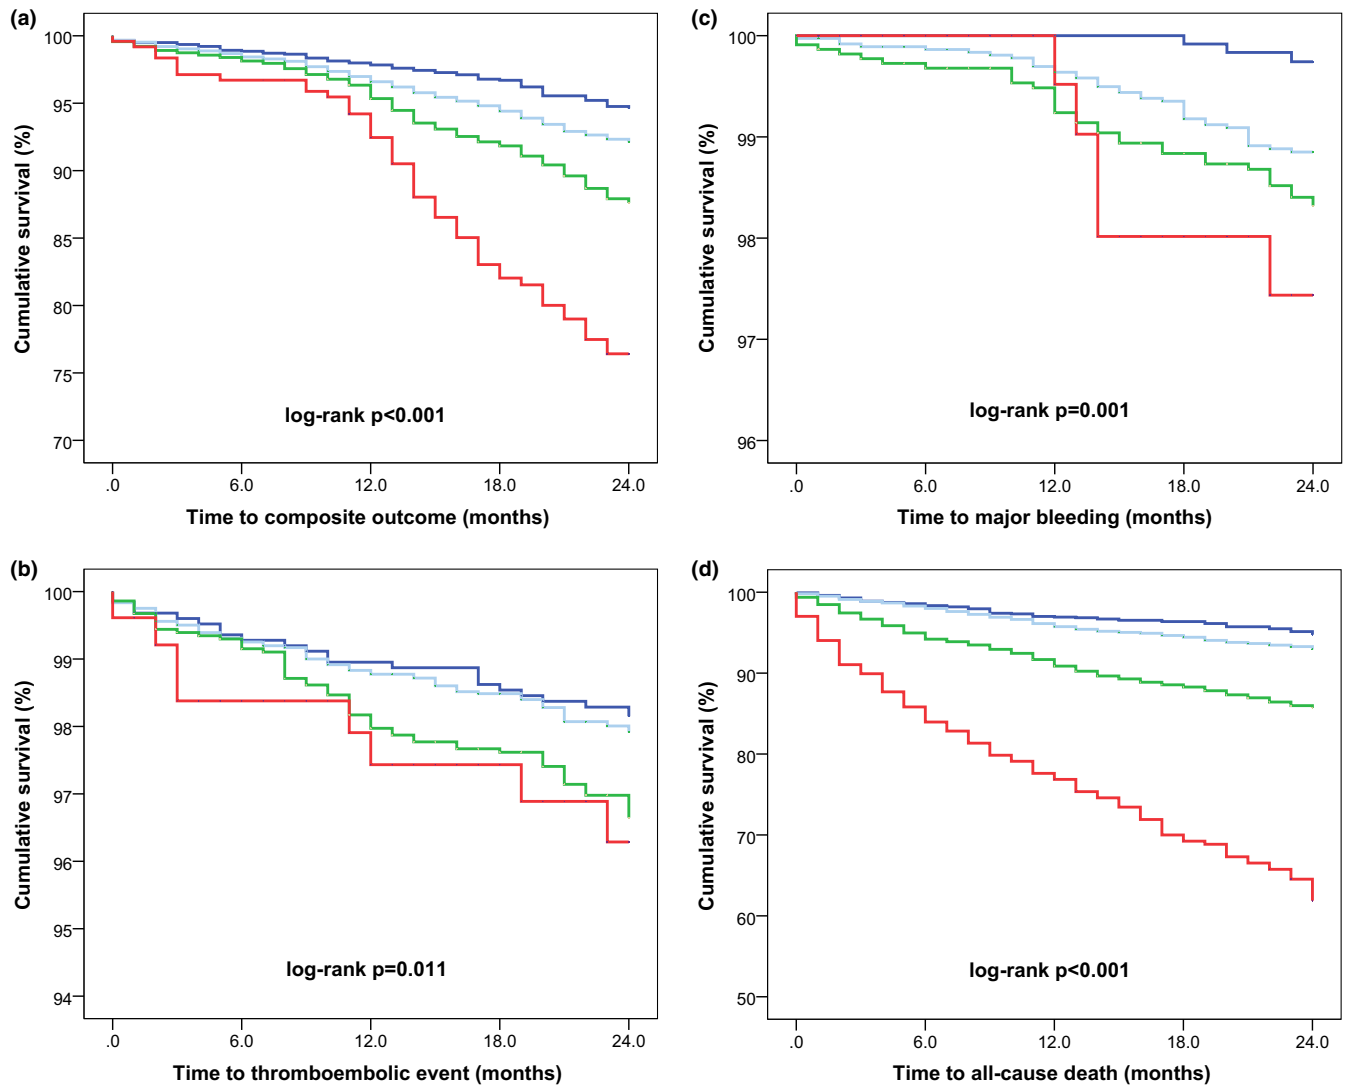 (a)
Cumulative survival (%)
100
95
90
85
80
75
70
log-rank p<0.001
.0 6.0 12.0 18.0 24.0
Time to composite outcome (months)
(c)
Cumulative survival (%)
100
99
98
97
96
log-rank p=0.001
.0 6.0 12.0 18.0 24.0
Time to major bleeding (months)
(b)
Cumulative survival (%)
100
99
98
97
96
95
94
log-rank p=0.011
.0 6.0 12.0 18.0 24.0
Time to thromboembolic event (months)
(d)
Cumulative survival (%)
100
90
80
70
60
50
log-rank p<0.001
.0 6.0 12.0 18.0 24.0
Time to all-cause death (months)